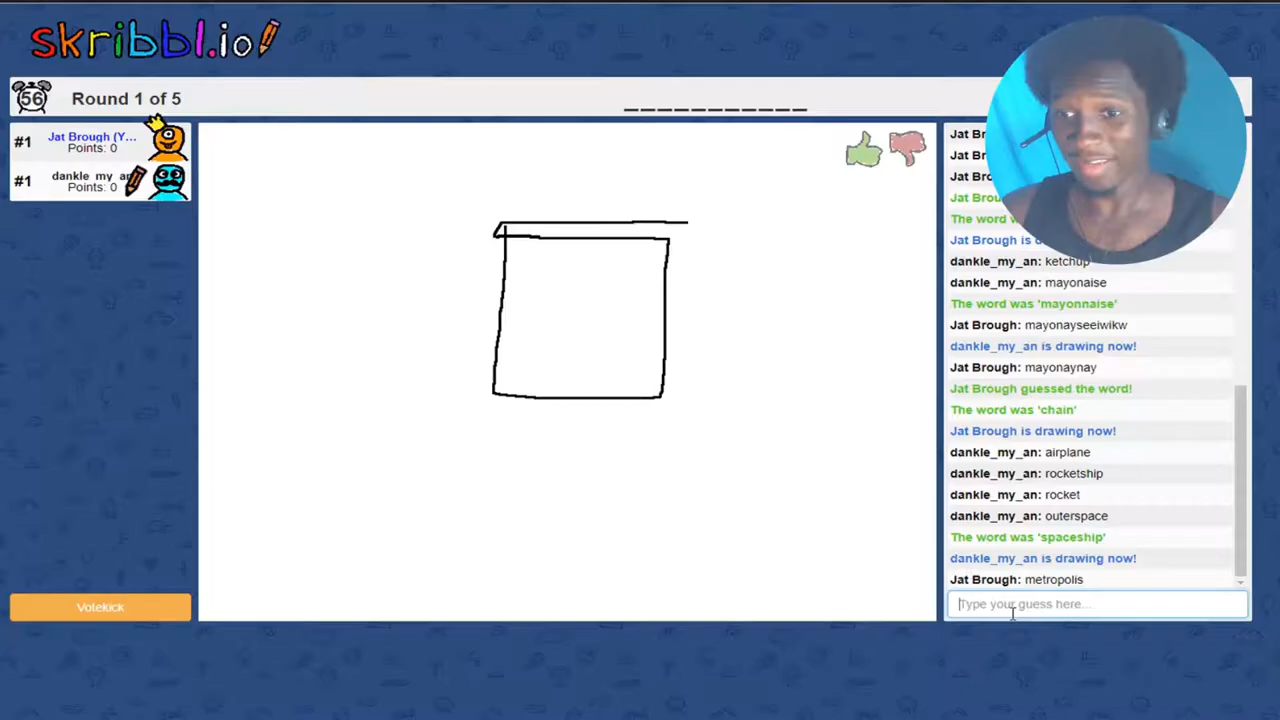 skribbl.io
56
Round 1 of 5
___________
#1
Jat Brough (Y...
Points: 0
#1
dankle_my_an
Points: 0
Votekick
Jat
Jat
Jat
Jat
The word
Jat Brough is
dankle_my_an: ketchup
dankle_my_an: mayonaise
The word was 'mayonnaise'
Jat Brough: mayonayseeiwikw
dankle_my_an is drawing now!
Jat Brough: mayonaynay
Jat Brough guessed the word!
The word was 'chain'
Jat Brough is drawing now!
dankle_my_an: airplane
dankle_my_an: rocketship
dankle_my_an: rocket
dankle_my_an: outerspace
The word was 'spaceship'
dankle_my_an is drawing now!
Jat Brough: metropolis
Type your guess here...